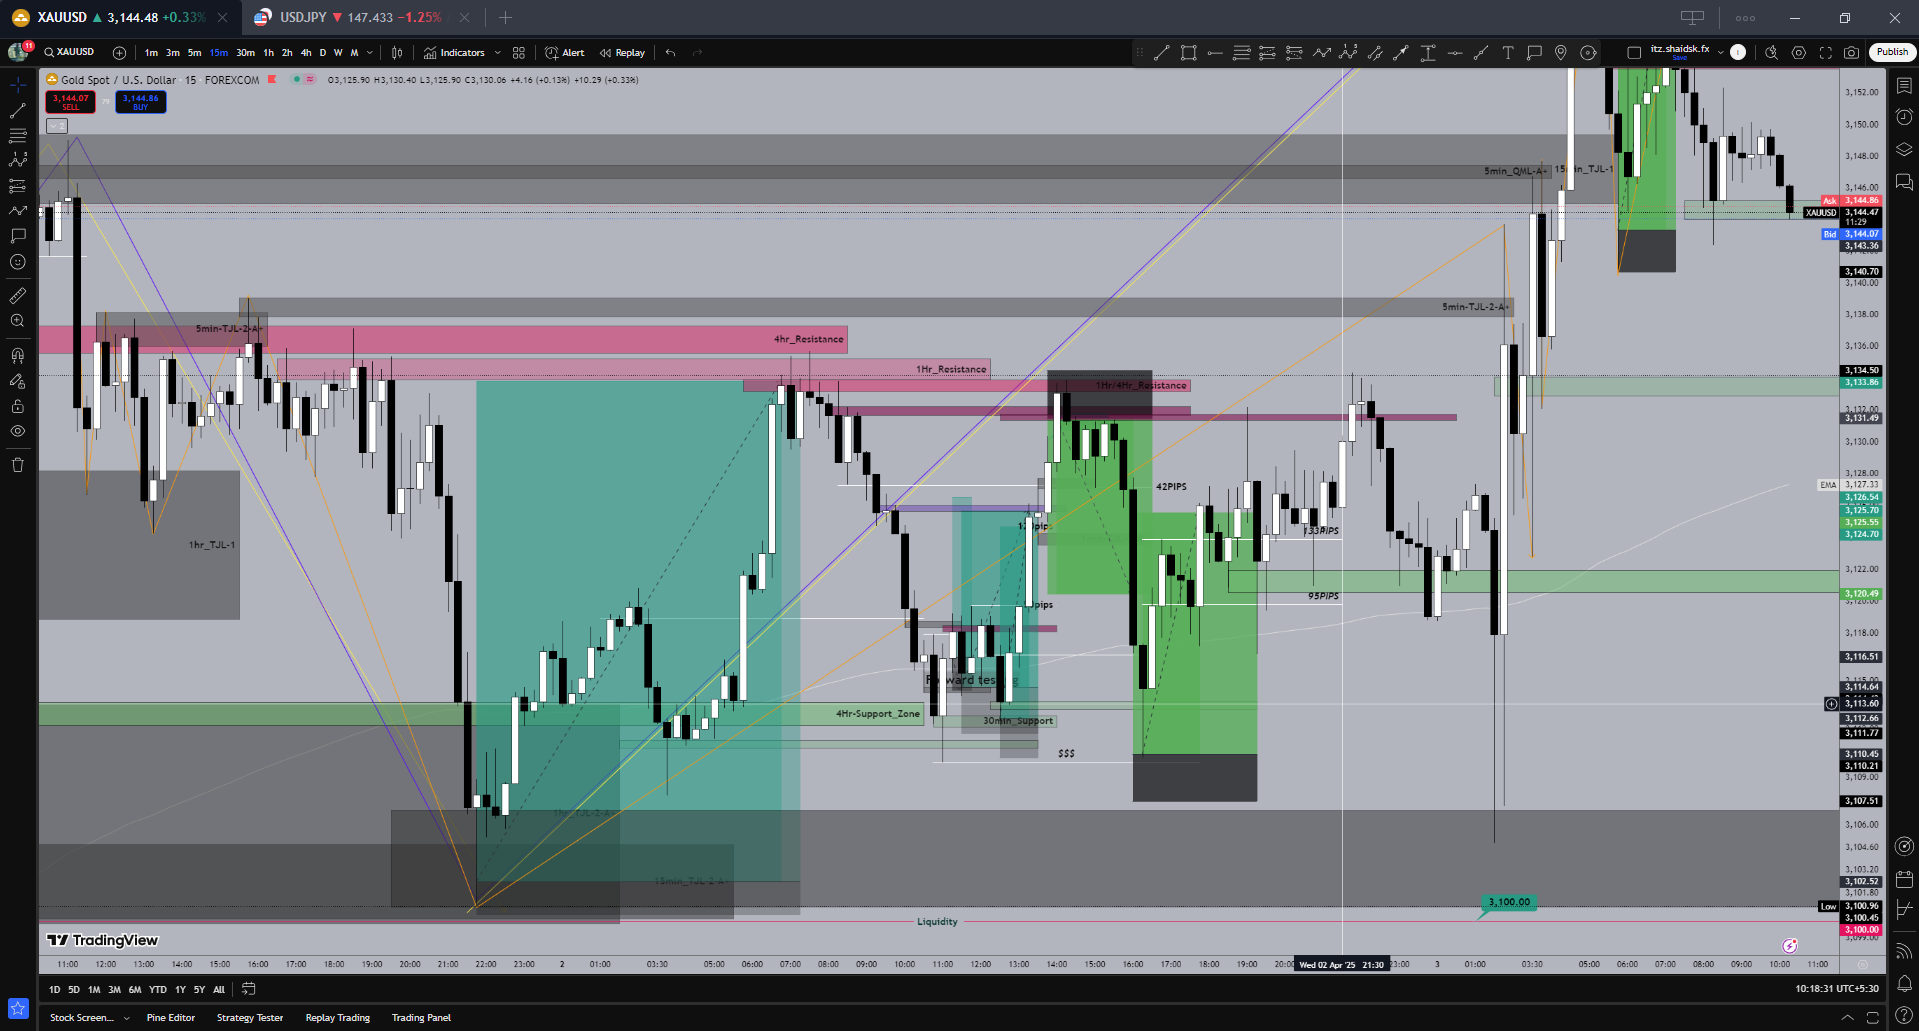 XAUUSD ▲ 3,144.48 +0.33%
USDJPY ▼ 147.433 −1.25%
11
XAUUSD
1m 3m 5m 15m 30m 1h 2h 4h D W M
Indicators
Alert
Replay
itz.shaidsk.fx
Save
Publish
Gold Spot / U.S. Dollar · 15 · FOREXCOM
O3,125.90 H3,130.40 L3,125.90 C3,130.06 +4.16 (+0.13%) +10.29 (+0.33%)
3,144.07
SELL
79
3,144.86
BUY
2
5min_QML-A+
15min_TJL-1
5min-TJL-2-A+
5min-TJL-2-A+
4hr_Resistance
1Hr_Resistance
1Hr/4Hr_Resistance
42PIPS
133PIPS
95PIPS
1hr_TJL-1
4Hr-Support_Zone
30min_Support
$$$
1hr_TJL-2-A+
15min_TJL-2-A+
Liquidity
3,100.00
3,152.00
3,150.00
3,148.00
3,146.00
Ask 3,144.86
XAUUSD 3,144.47
11:29
Bid 3,144.07
3,143.36
3,140.70
3,140.00
3,138.00
3,136.00
3,134.50
3,133.86
3,132.00
3,131.49
3,130.00
3,128.00
EMA 3,127.33
3,126.54
3,125.70
3,125.55
3,124.70
3,122.00
3,120.49
3,118.00
3,116.51
3,114.64
3,113.60
3,112.66
3,111.77
3,110.45
3,110.21
3,109.00
3,107.51
3,106.00
3,104.60
3,103.20
3,102.52
3,101.80
Low 3,100.96
3,100.45
3,100.00
TradingView
11:00 12:00 13:00 14:00 15:00 16:00 17:00 18:00 19:00 20:00 21:00 22:00 23:00 2 01:00 03:30 05:00 06:00 07:00 08:00 09:00 10:00 11:00 12:00 13:00 14:00 15:00 16:00 17:00 18:00 19:00 Wed 02 Apr '25 21:30 23:00 3 01:00 03:30 05:00 06:00 07:00 08:00 09:00 10:00 11:00
1D 5D 1M 3M 6M YTD 1Y 5Y All
10:18:31 UTC+5:30
Stock Screen... Pine Editor Strategy Tester Replay Trading Trading Panel